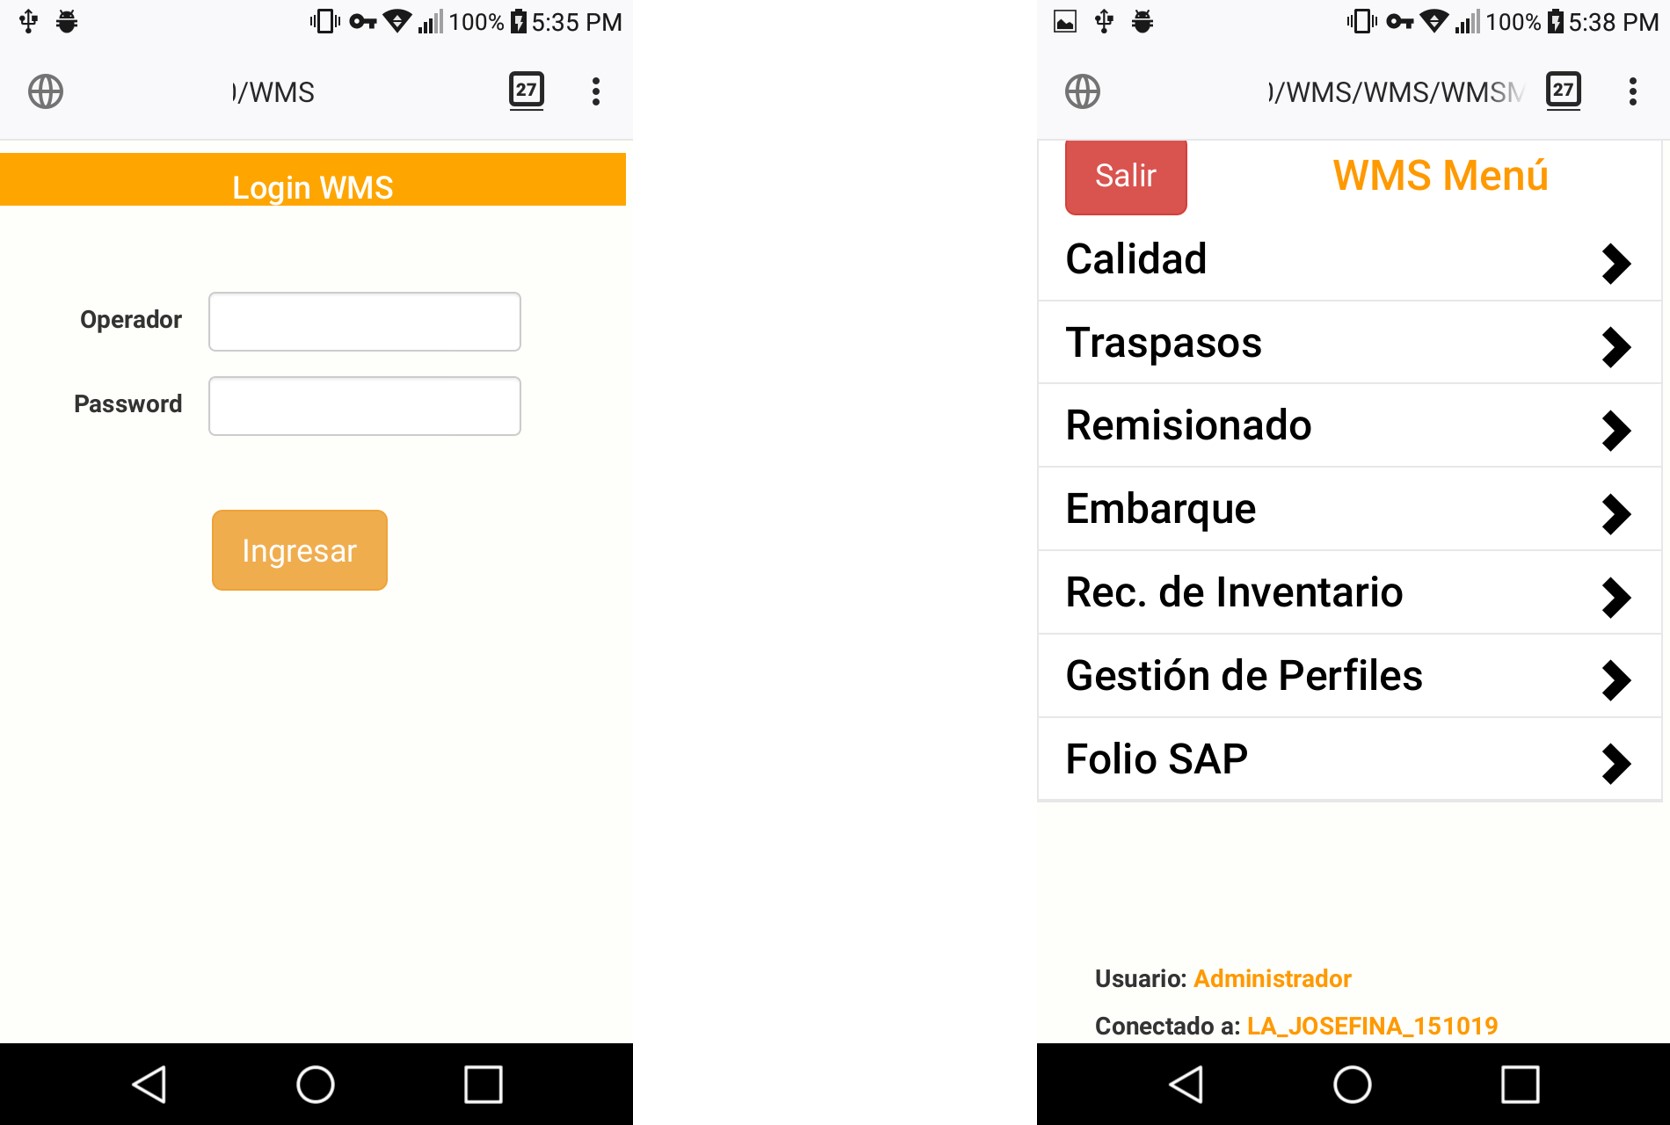 100% 5:35 PM
)/WMS 27
Login WMS
Operador
Password
Ingresar
100% 5:38 PM
)/WMS/WMS/WMSM 27
Salir WMS Menú
Calidad
Traspasos
Remisionado
Embarque
Rec. de Inventario
Gestión de Perfiles
Folio SAP
Usuario: Administrador
Conectado a: LA_JOSEFINA_151019